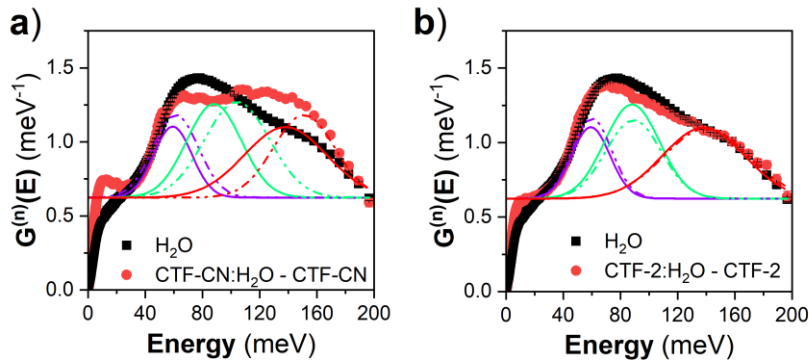 a)
G⁽ⁿ⁾(E) (meV⁻¹)
1.5
1.0
0.5
0.0
H₂O
CTF-CN:H₂O - CTF-CN
0 40 80 120 160 200
Energy (meV)
b)
G⁽ⁿ⁾(E) (meV⁻¹)
1.5
1.0
0.5
0.0
H₂O
CTF-2:H₂O - CTF-2
0 40 80 120 160 200
Energy (meV)